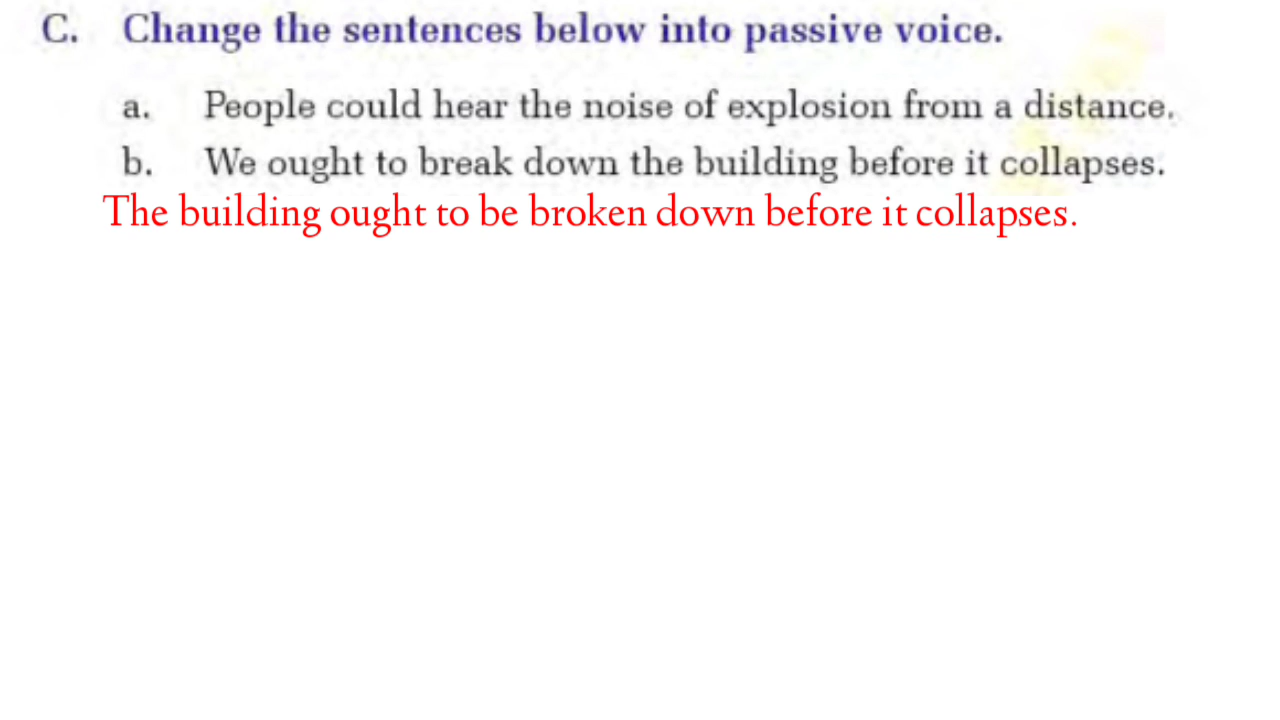 C. Change the sentences below into passive voice.
a. People could hear the noise of explosion from a distance.
b. We ought to break down the building before it collapses.
The building ought to be broken down before it collapses.